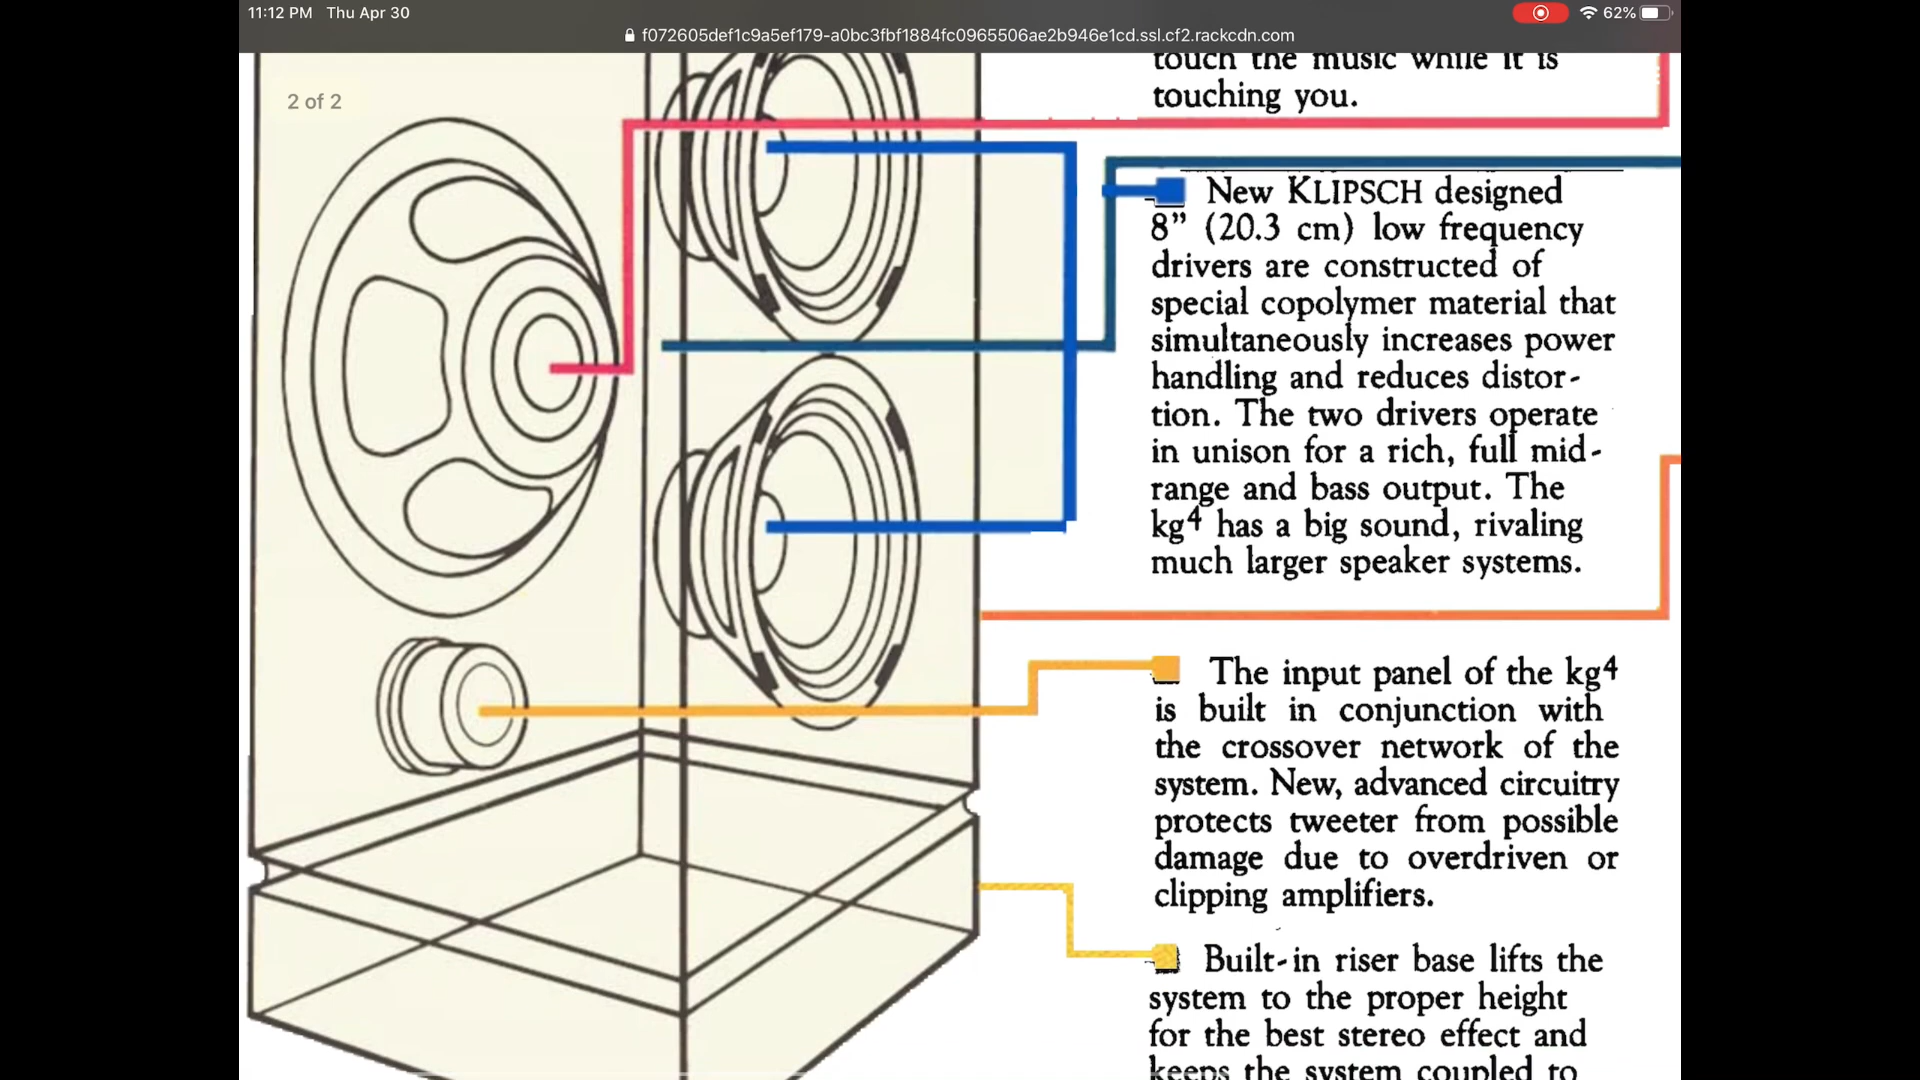 11:12 PM Thu Apr 30
62%
f072605def1c9a5ef179-a0bc3fbf1884fc0965506ae2b946e1cd.ssl.cf2.rackcdn.com
2 of 2
touch the music while it is
touching you.
New KLIPSCH designed
8” (20.3 cm) low frequency
drivers are constructed of
special copolymer material that
simultaneously increases power
handling and reduces distor-
tion. The two drivers operate
in unison for a rich, full mid-
range and bass output. The
kg⁴ has a big sound, rivaling
much larger speaker systems.
The input panel of the kg⁴
is built in conjunction with
the crossover network of the
system. New, advanced circuitry
protects tweeter from possible
damage due to overdriven or
clipping amplifiers.
Built-in riser base lifts the
system to the proper height
for the best stereo effect and
keeps the system coupled to